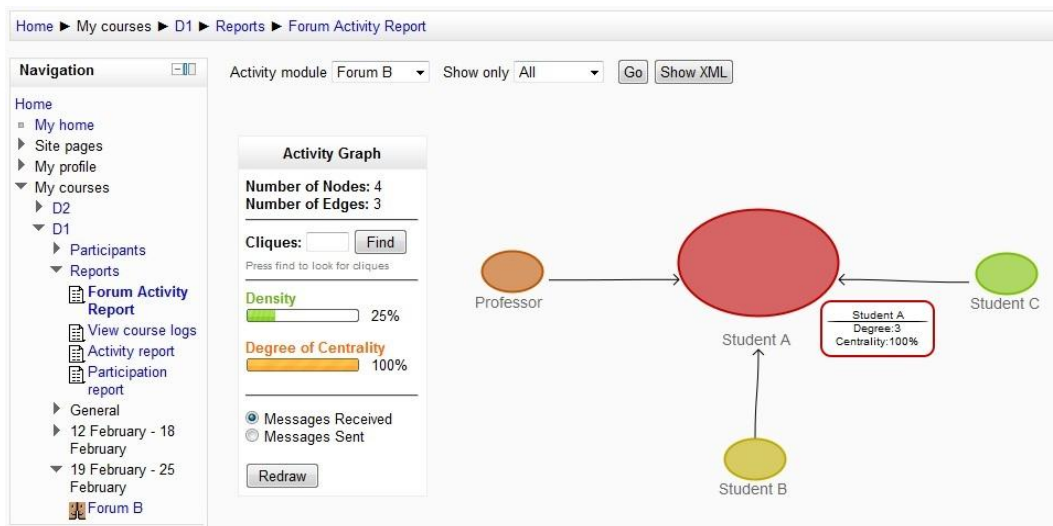 Home ► My courses ► D1 ► Reports ► Forum Activity Report
Navigation
Home
My home
Site pages
My profile
My courses
D2
D1
Participants
Reports
Forum Activity
Report
View course logs
Activity report
Participation
report
General
12 February - 18
February
19 February - 25
February
Forum B
Activity module Forum B Show only All Go Show XML
Activity Graph
Number of Nodes: 4
Number of Edges: 3
Cliques: Find
Press find to look for cliques
Density
25%
Degree of Centrality
100%
Messages Received
Messages Sent
Redraw
Professor
Student A
Student C
Student A
Degree:3
Centrality:100%
Student B